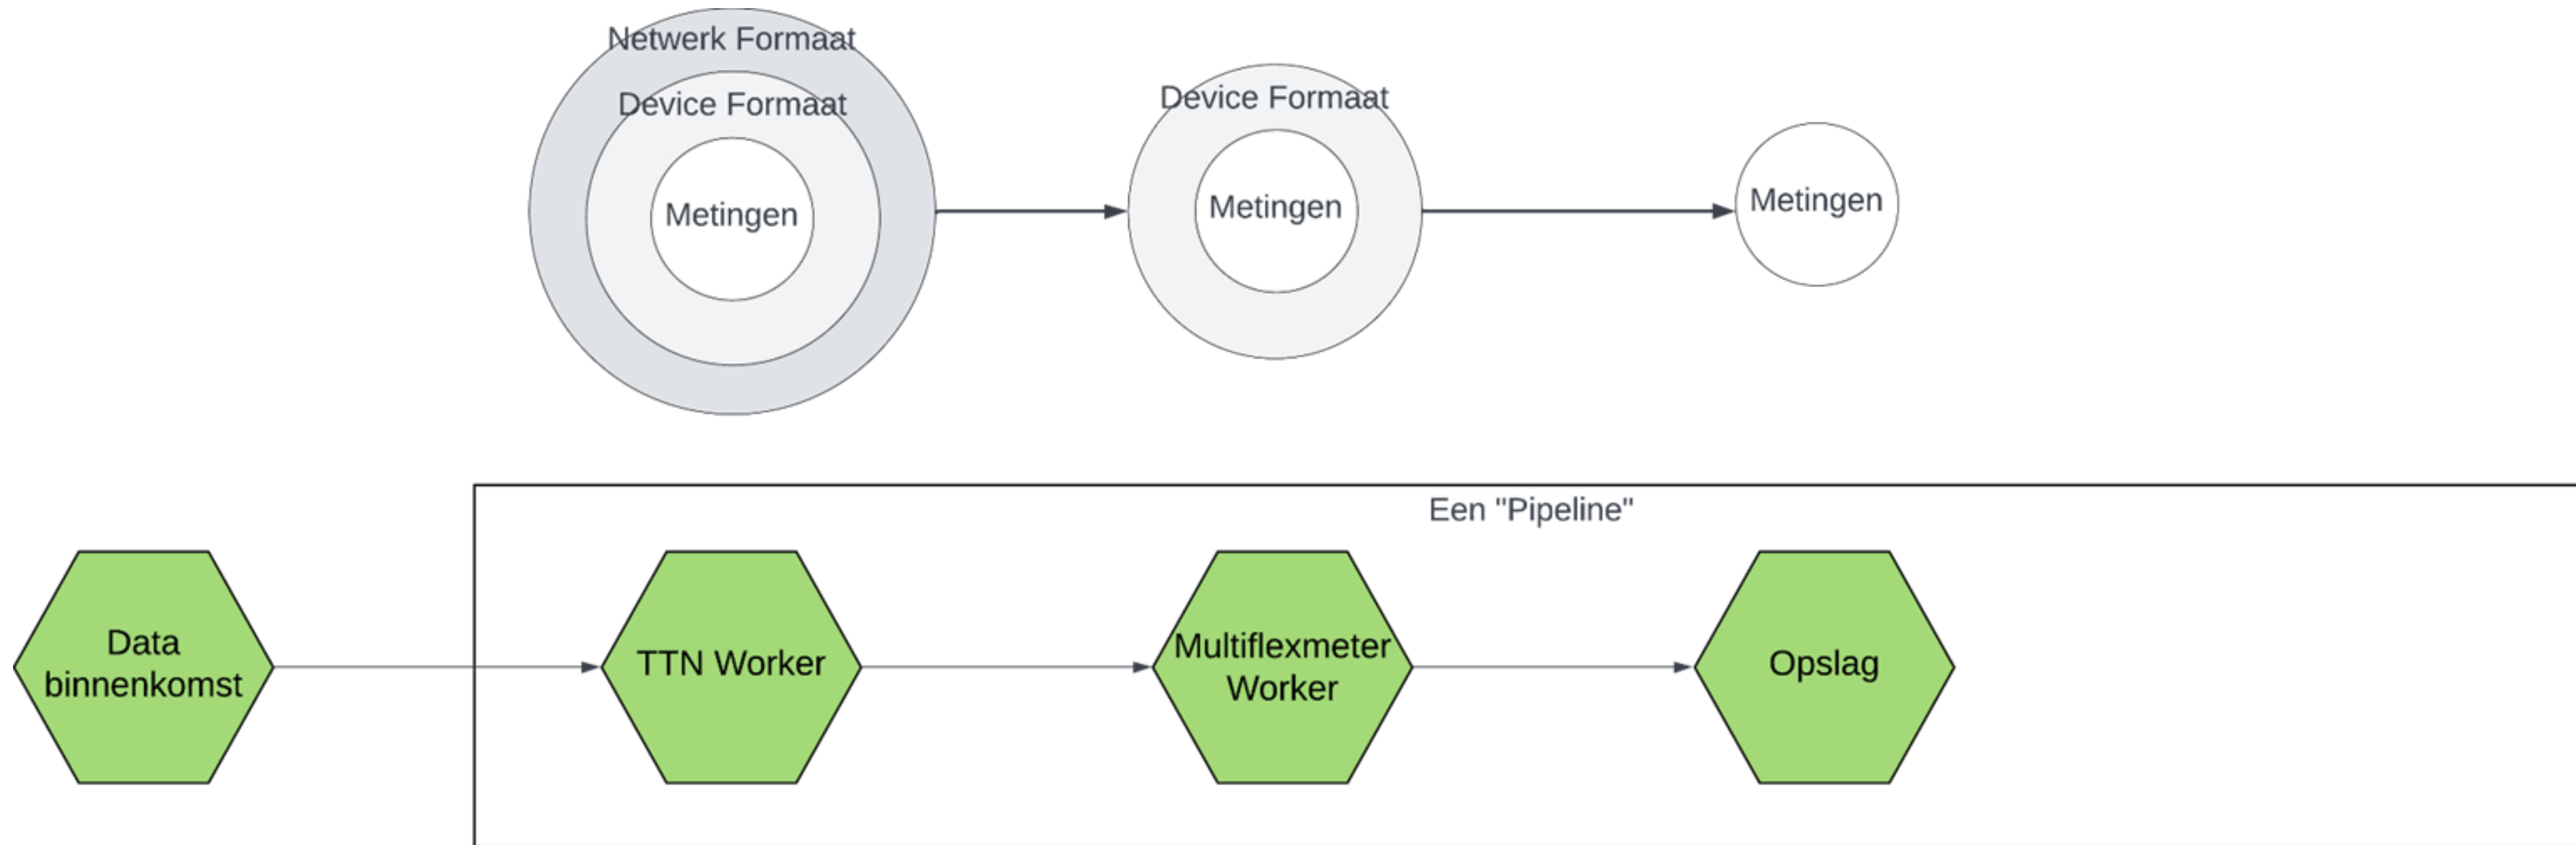 Netwerk Formaat
Device Formaat
Metingen
Device Formaat
Metingen
Metingen
Een "Pipeline"
Data
binnenkomst
TTN Worker
Multiflexmeter
Worker
Opslag